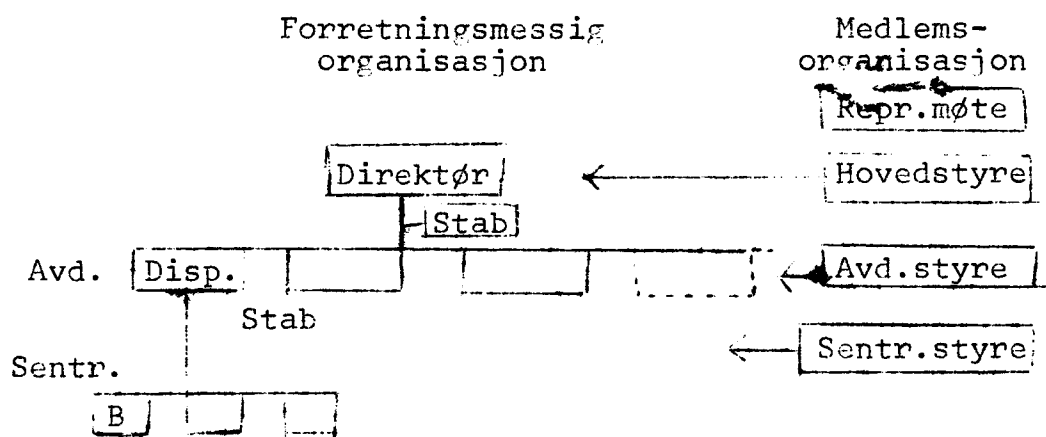 Forretningsmessig
organisasjon
Medlems-
organisasjon
Repr.møte
Direktør
Hovedstyre
Stab
Avd.
Disp.
Avd.styre
Stab
Sentr.styre
Sentr.
B